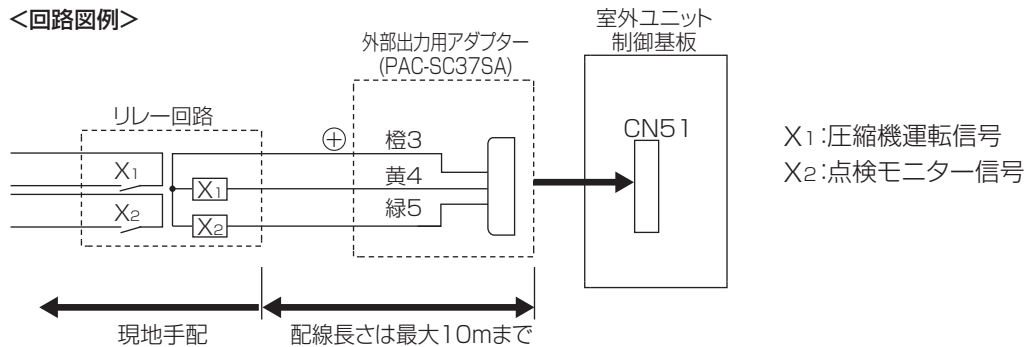 <回路図例>
室外ユニット
制御基板
外部出力用アダプター
(PAC-SC37SA)
リレー回路
⊕
橙3
CN51
X1:圧縮機運転信号
X1
X1
黄4
X2:点検モニター信号
X2
X2
緑5
現地手配
配線長さは最大10mまで